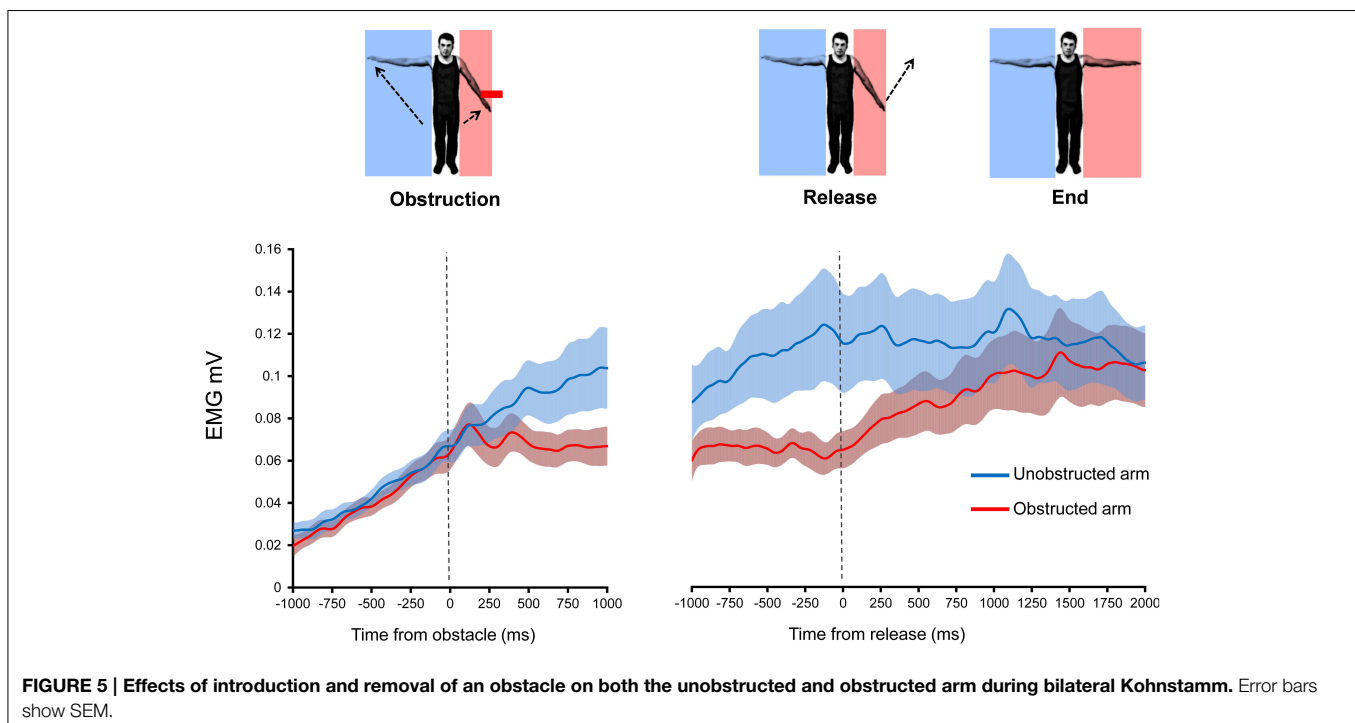 Obstruction
Release
End
0.16
0.14
0.12
0.1
0.08
0.06
0.04
0.02
0
EMG mV
-1000 -750 -500 -250 0 250 500 750 1000
Time from obstacle (ms)
-1000 -750 -500 -250 0 250 500 750 1000 1250 1500 1750 2000
Time from release (ms)
Unobstructed arm
Obstructed arm
FIGURE 5 | Effects of introduction and removal of an obstacle on both the unobstructed and obstructed arm during bilateral Kohnstamm. Error bars
show SEM.